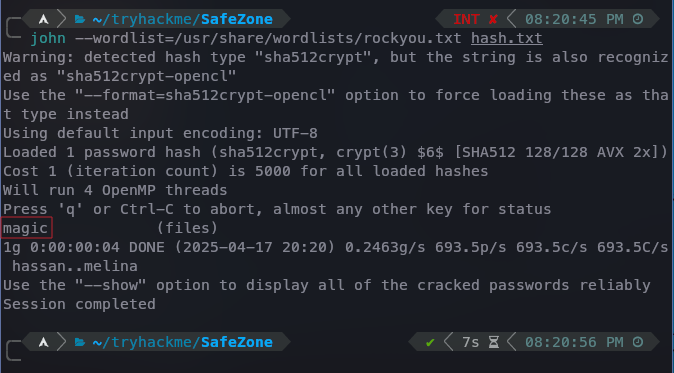 ~/tryhackme/SafeZone INT ✘ 08:20:45 PM
john --wordlist=/usr/share/wordlists/rockyou.txt hash.txt
Warning: detected hash type "sha512crypt", but the string is also recogniz
ed as "sha512crypt-opencl"
Use the "--format=sha512crypt-opencl" option to force loading these as tha
t type instead
Using default input encoding: UTF-8
Loaded 1 password hash (sha512crypt, crypt(3) $6$ [SHA512 128/128 AVX 2x])
Cost 1 (iteration count) is 5000 for all loaded hashes
Will run 4 OpenMP threads
Press 'q' or Ctrl-C to abort, almost any other key for status
magic (files)
1g 0:00:00:04 DONE (2025-04-17 20:20) 0.2463g/s 693.5p/s 693.5c/s 693.5C/s
hassan..melina
Use the "--show" option to display all of the cracked passwords reliably
Session completed
~/tryhackme/SafeZone ✔ 7s 08:20:56 PM